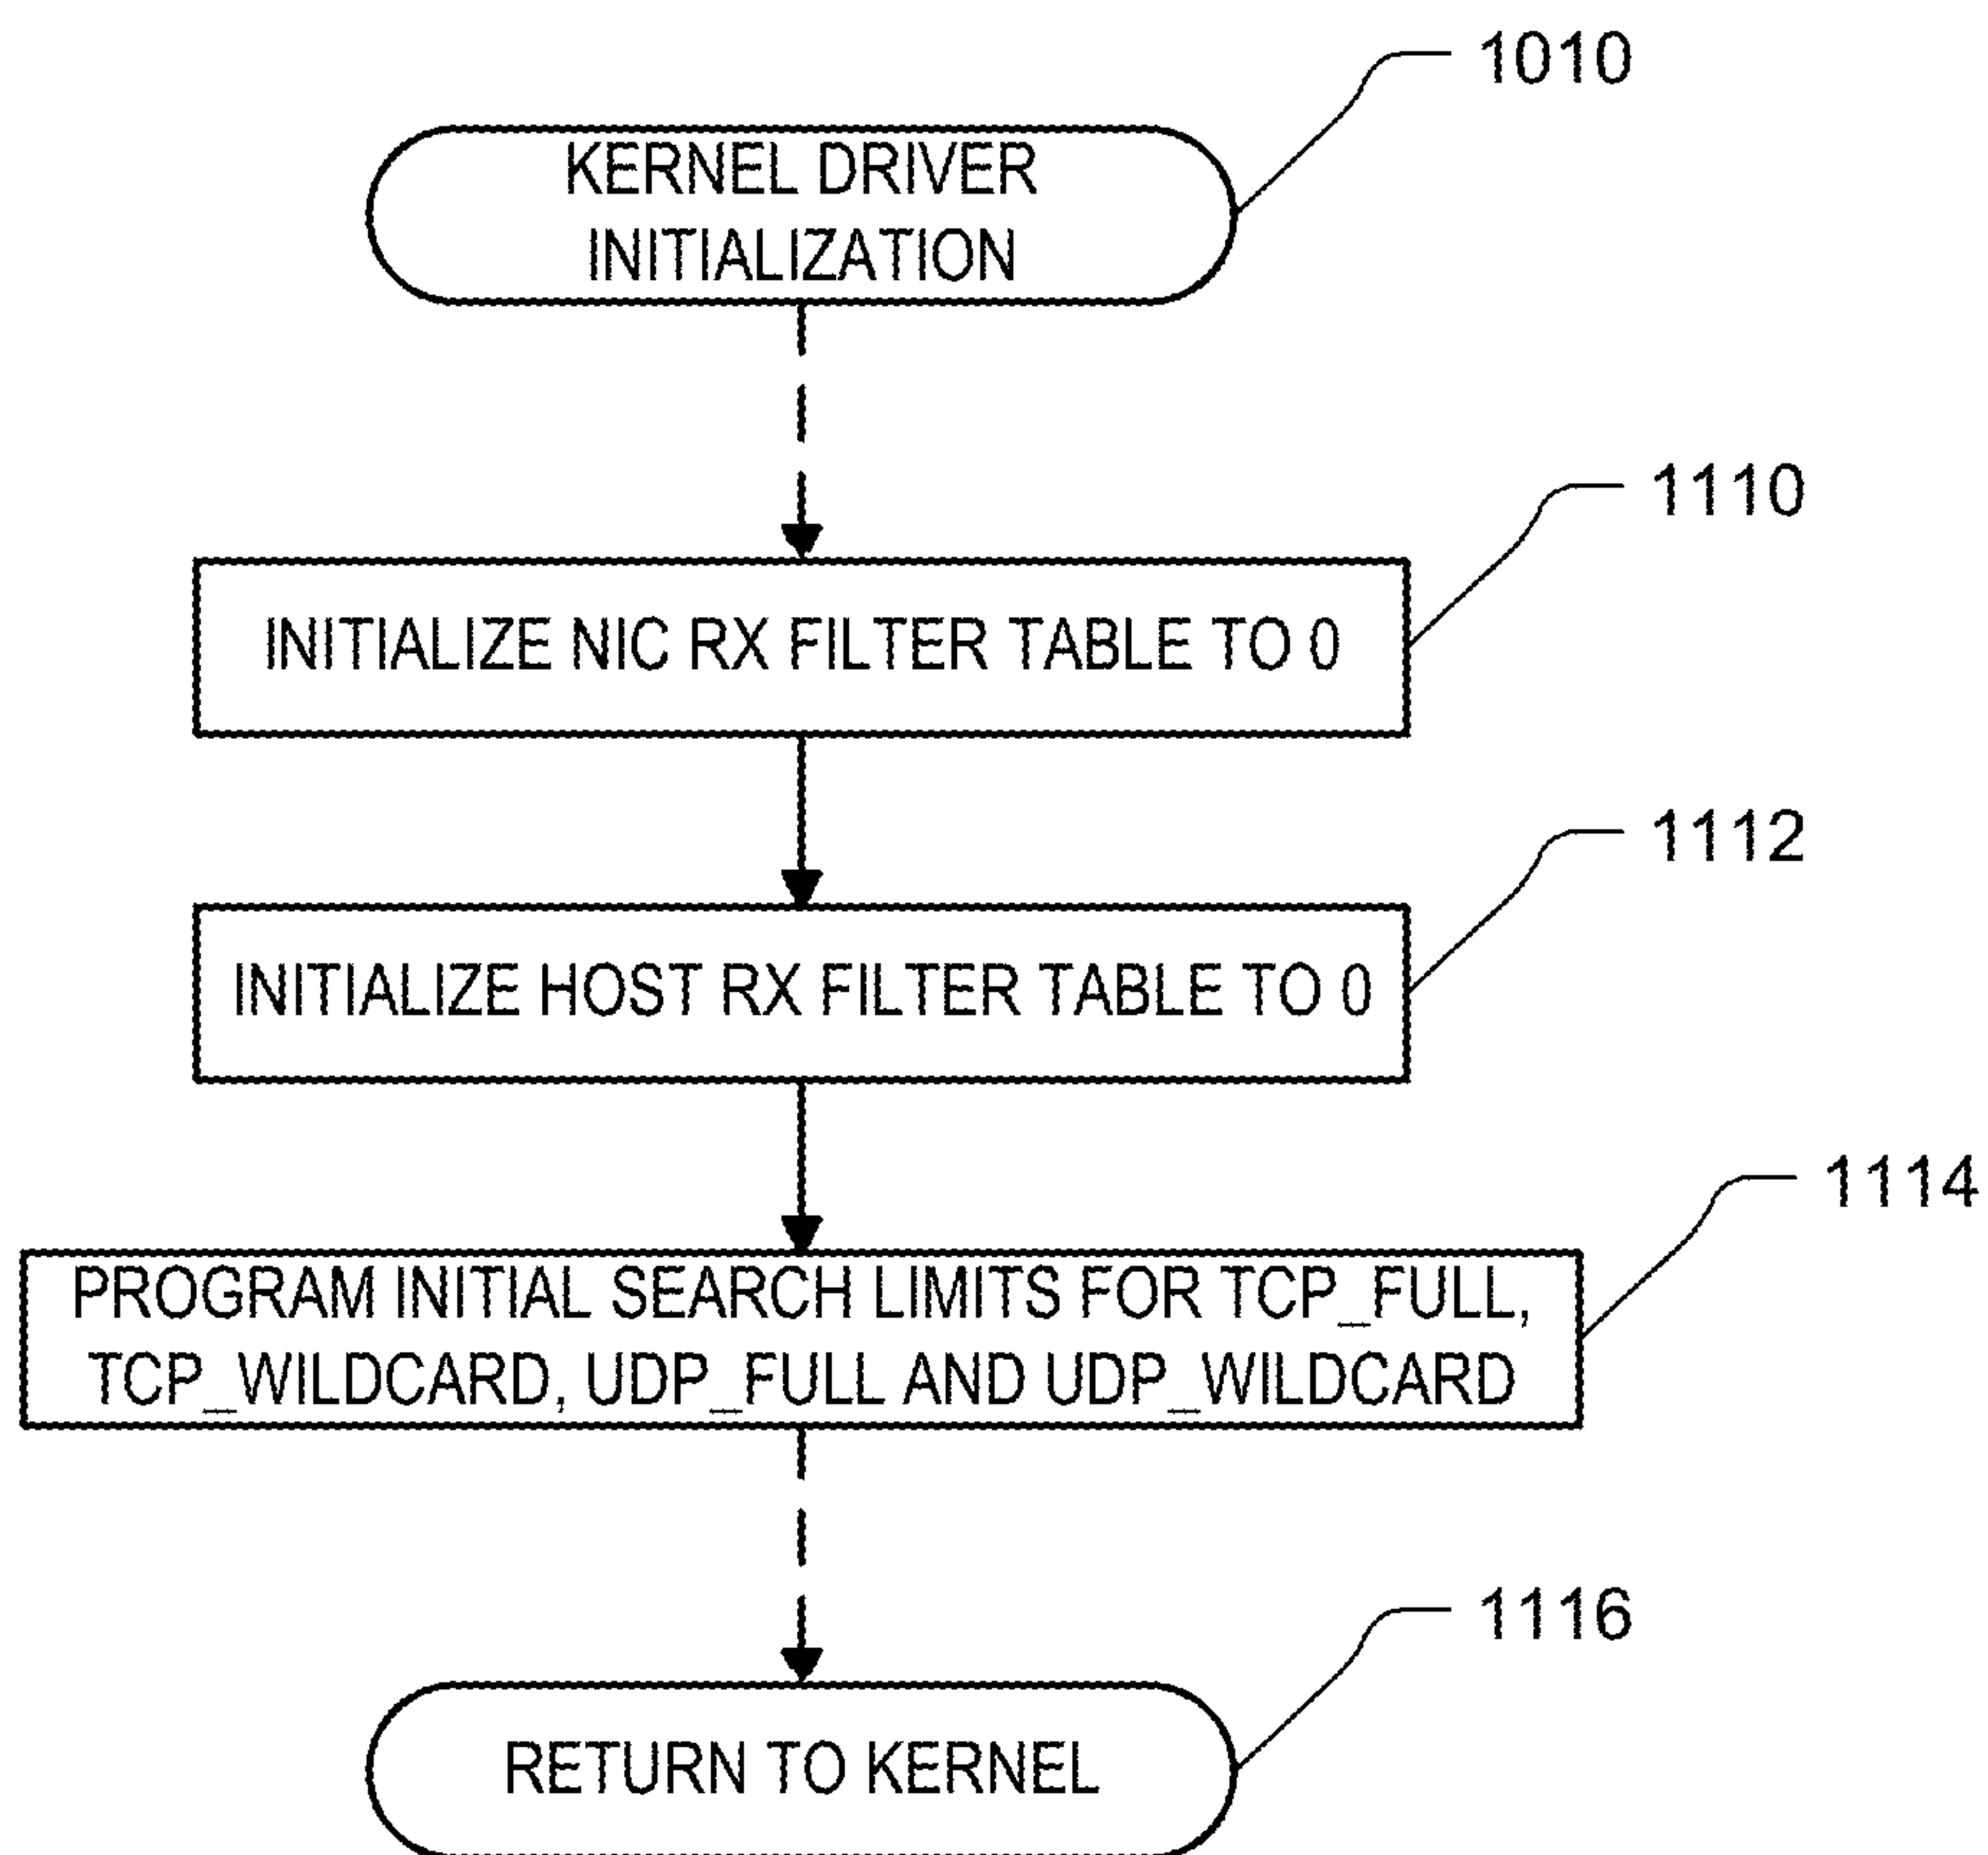 1010
KERNEL DRIVER
INITIALIZATION
1110
INITIALIZE NIC RX FILTER TABLE TO 0
1112
INITIALIZE HOST RX FILTER TABLE TO 0
1114
PROGRAM INITIAL SEARCH LIMITS FOR TCP_FULL,
TCP_WILDCARD, UDP_FULL AND UDP_WILDCARD
1116
RETURN TO KERNEL